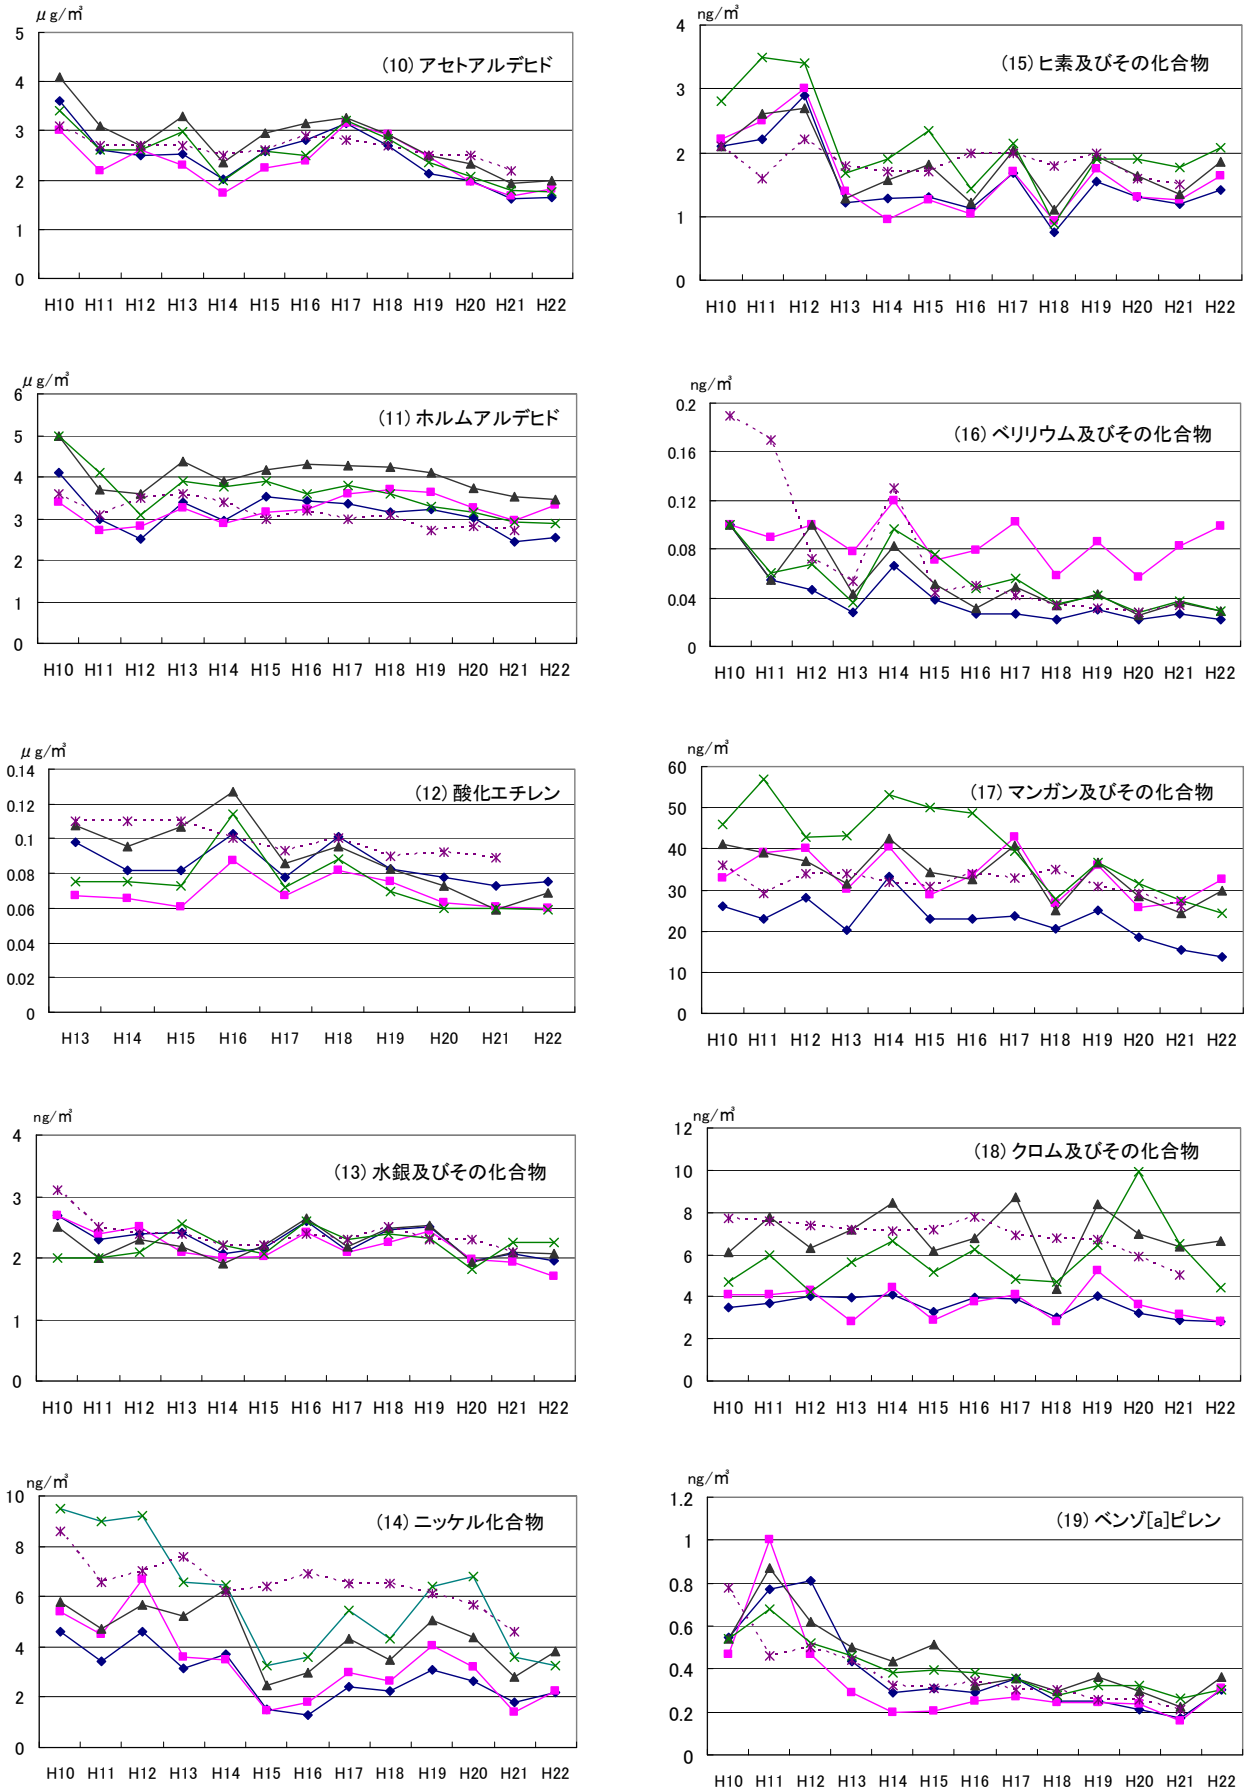 μg/㎥
(10) アセトアルデヒド
5
4
3
2
1
0
H10 H11 H12 H13 H14 H15 H16 H17 H18 H19 H20 H21 H22
μg/㎥
(11) ホルムアルデヒド
6
5
4
3
2
1
0
H10 H11 H12 H13 H14 H15 H16 H17 H18 H19 H20 H21 H22
μg/㎥
(12) 酸化エチレン
0.14
0.12
0.1
0.08
0.06
0.04
0.02
0
H13 H14 H15 H16 H17 H18 H19 H20 H21 H22
ng/㎥
(13) 水銀及びその化合物
4
3
2
1
0
H10 H11 H12 H13 H14 H15 H16 H17 H18 H19 H20 H21 H22
ng/㎥
(14) ニッケル化合物
10
8
6
4
2
0
H10 H11 H12 H13 H14 H15 H16 H17 H18 H19 H20 H21 H22
ng/㎥
(15) ヒ素及びその化合物
4
3
2
1
0
H10 H11 H12 H13 H14 H15 H16 H17 H18 H19 H20 H21 H22
ng/㎥
(16) ベリリウム及びその化合物
0.2
0.16
0.12
0.08
0.04
0
H10 H11 H12 H13 H14 H15 H16 H17 H18 H19 H20 H21 H22
ng/㎥
(17) マンガン及びその化合物
60
50
40
30
20
10
0
H10 H11 H12 H13 H14 H15 H16 H17 H18 H19 H20 H21 H22
ng/㎥
(18) クロム及びその化合物
12
10
8
6
4
2
0
H10 H11 H12 H13 H14 H15 H16 H17 H18 H19 H20 H21 H22
ng/㎥
(19) ベンゾ[a]ピレン
1.2
1
0.8
0.6
0.4
0.2
0
H10 H11 H12 H13 H14 H15 H16 H17 H18 H19 H20 H21 H22